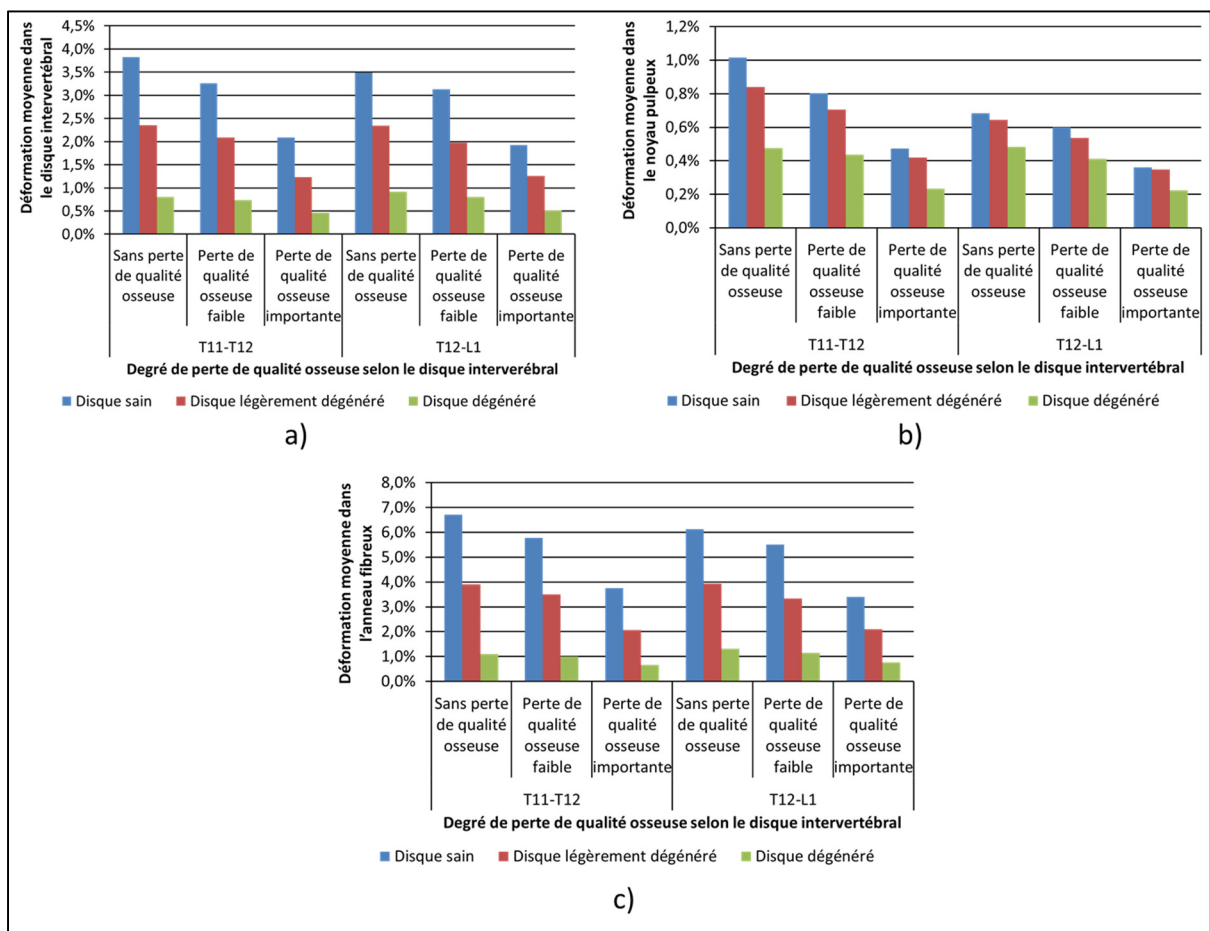 Déformation moyenne dans
le disque intervertébral
4,5%
4,0%
3,5%
3,0%
2,5%
2,0%
1,5%
1,0%
0,5%
0,0%
Sans perte
de qualité
osseuse
Perte de
qualité
osseuse
faible
Perte de
qualité
osseuse
importante
Sans perte
de qualité
osseuse
Perte de
qualité
osseuse
faible
Perte de
qualité
osseuse
importante
T11-T12
T12-L1
Degré de perte de qualité osseuse selon le disque interverébral
Disque sain
Disque légèrement dégénéré
Disque dégénéré
a)
Déformation moyenne dans
le noyau pulpeux
1,2%
1,0%
0,8%
0,6%
0,4%
0,2%
0,0%
Sans perte
de qualité
osseuse
Perte de
qualité
osseuse
faible
Perte de
qualité
osseuse
importante
Sans perte
de qualité
osseuse
Perte de
qualité
osseuse
faible
Perte de
qualité
osseuse
importante
T11-T12
T12-L1
Degré de perte de qualité osseuse selon le disque intervertébral
Disque sain
Disque légèrement dégénéré
Disque dégénéré
b)
Déformation moyenne dans
l'anneau fibreux
8,0%
7,0%
6,0%
5,0%
4,0%
3,0%
2,0%
1,0%
0,0%
Sans perte
de qualité
osseuse
Perte de
qualité
osseuse
faible
Perte de
qualité
osseuse
importante
Sans perte
de qualité
osseuse
Perte de
qualité
osseuse
faible
Perte de
qualité
osseuse
importante
T11-T12
T12-L1
Degré de perte de qualité osseuse selon le disque intervertébral
Disque sain
Disque légèrement dégénéré
Disque dégénéré
c)